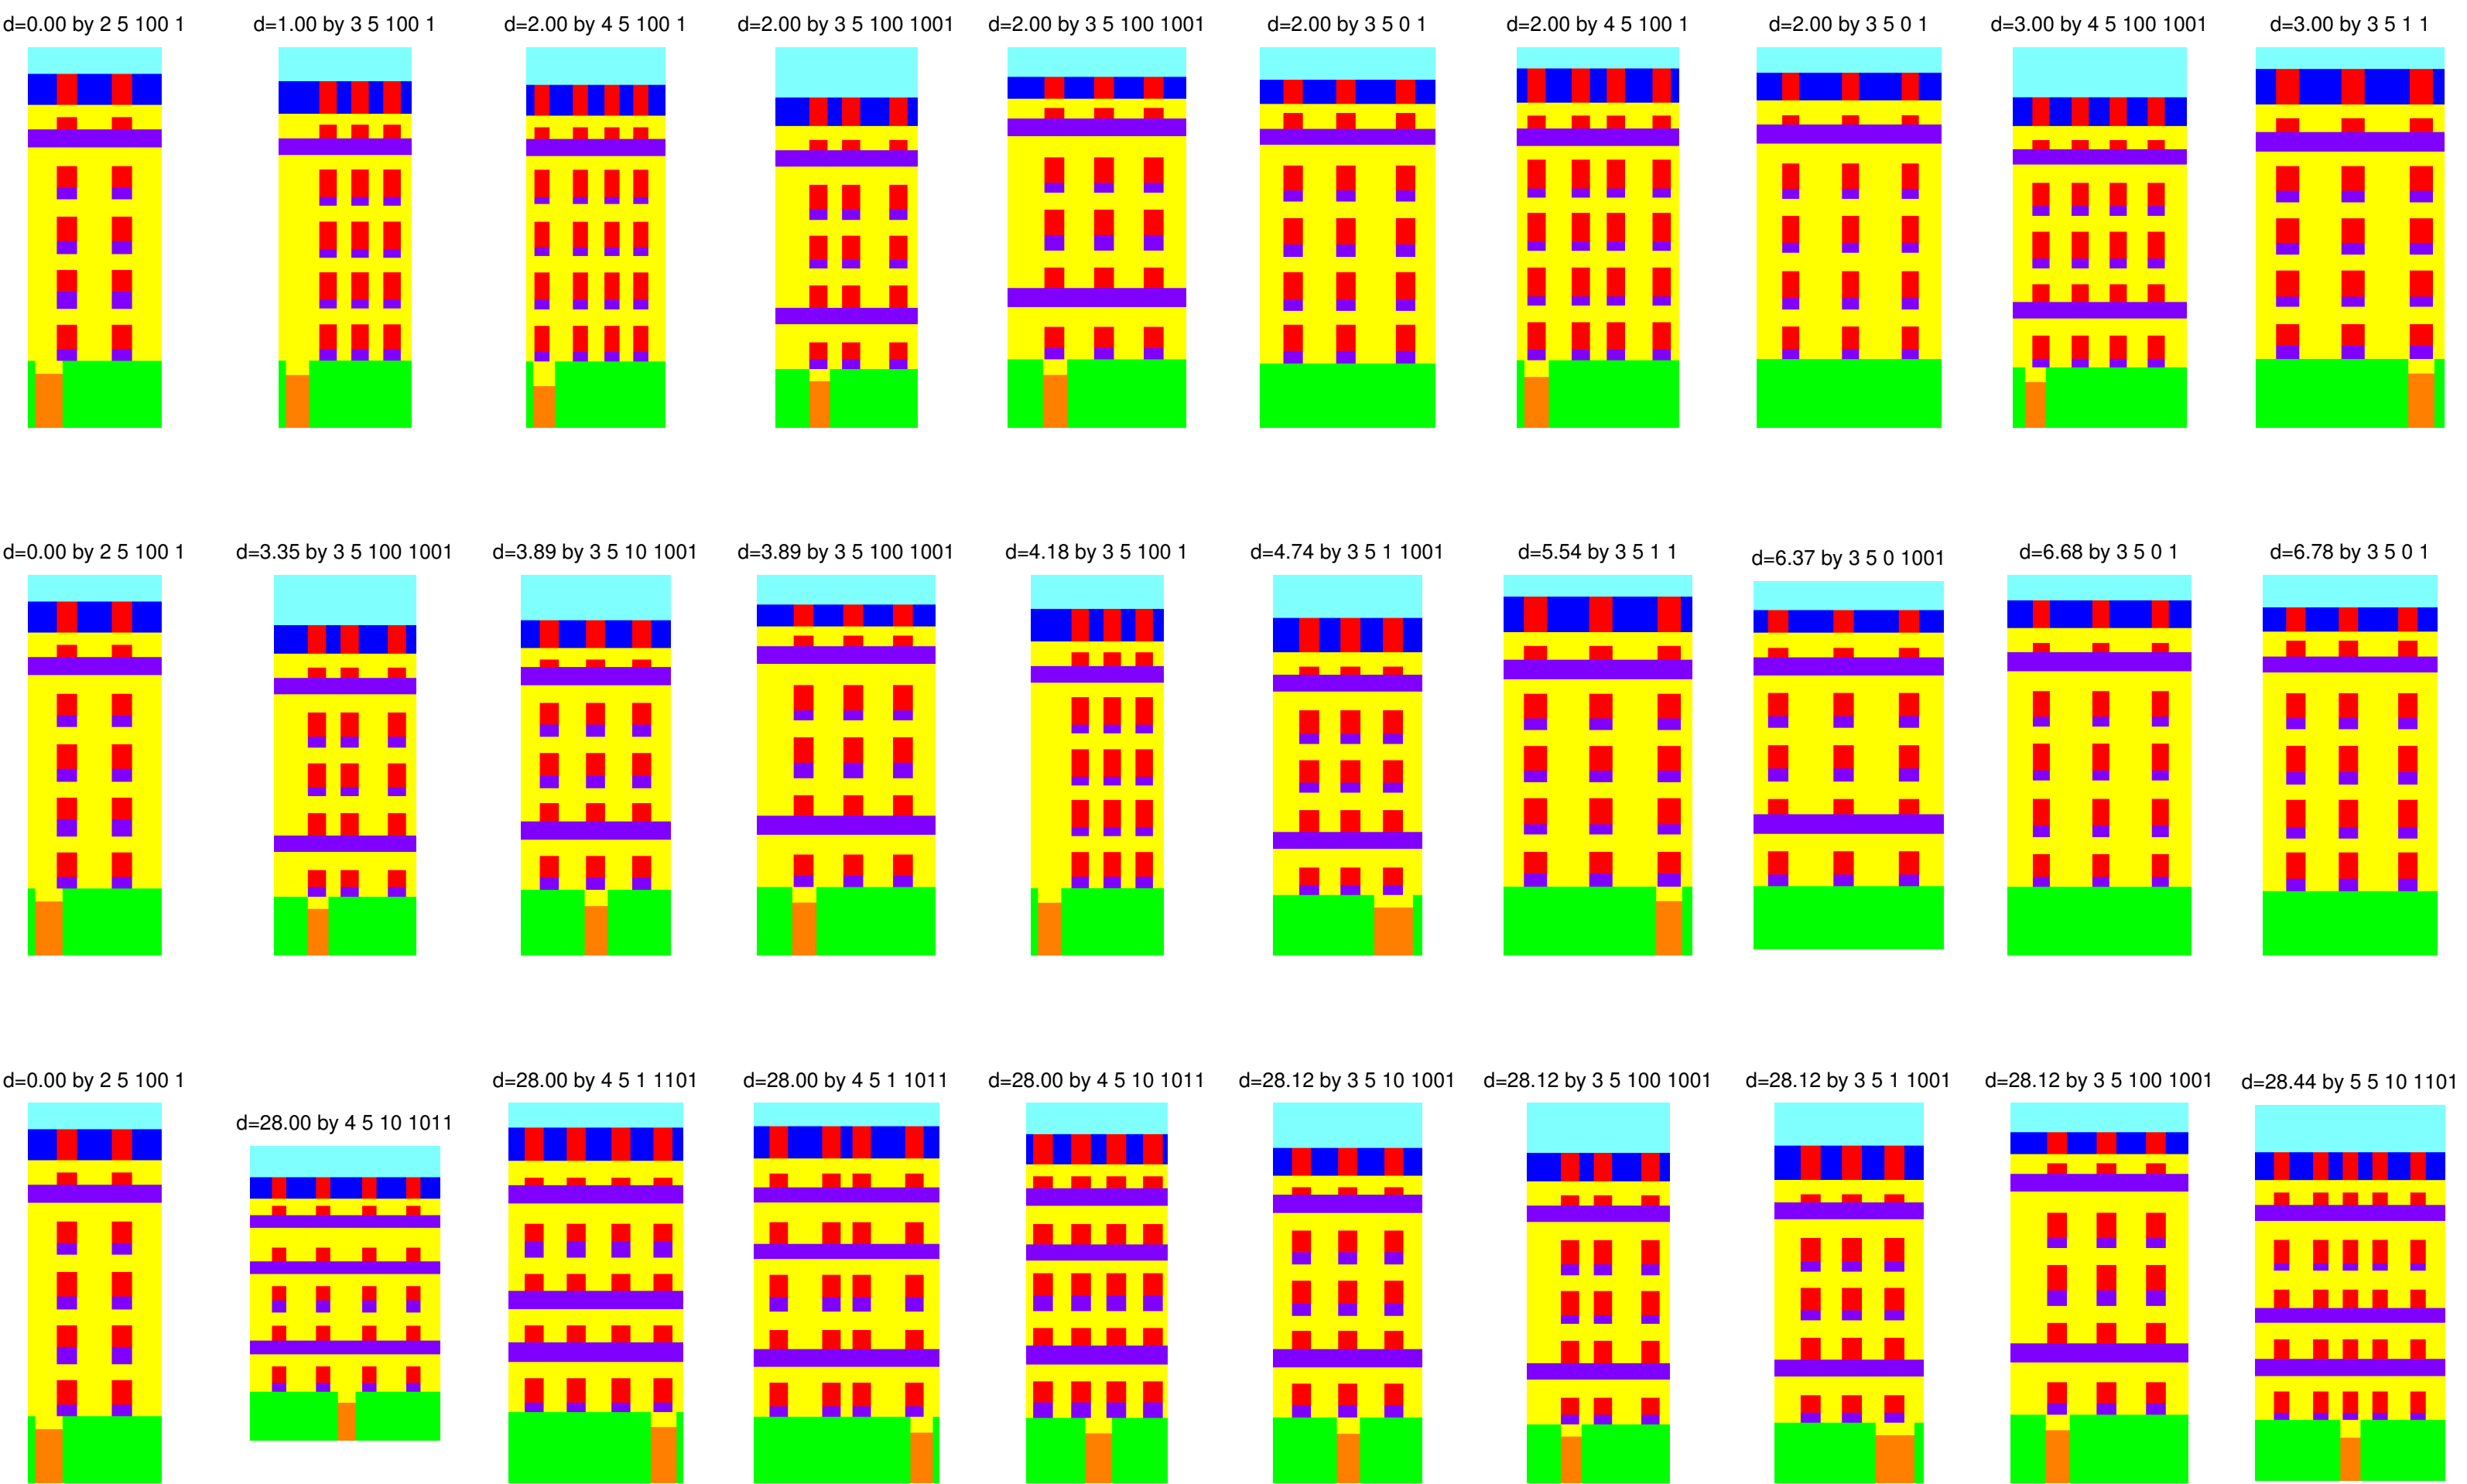 d=0.00 by 2 5 100 1
d=1.00 by 3 5 100 1
d=2.00 by 4 5 100 1
d=2.00 by 3 5 100 1001
d=2.00 by 3 5 100 1001
d=2.00 by 3 5 0 1
d=2.00 by 4 5 100 1
d=2.00 by 3 5 0 1
d=3.00 by 4 5 100 1001
d=3.00 by 3 5 1 1
d=0.00 by 2 5 100 1
d=3.35 by 3 5 100 1001
d=3.89 by 3 5 10 1001
d=3.89 by 3 5 100 1001
d=4.18 by 3 5 100 1
d=4.74 by 3 5 1 1001
d=5.54 by 3 5 1 1
d=6.37 by 3 5 0 1001
d=6.68 by 3 5 0 1
d=6.78 by 3 5 0 1
d=0.00 by 2 5 100 1
d=28.00 by 4 5 10 1011
d=28.00 by 4 5 1 1101
d=28.00 by 4 5 1 1011
d=28.00 by 4 5 10 1011
d=28.12 by 3 5 10 1001
d=28.12 by 3 5 100 1001
d=28.12 by 3 5 1 1001
d=28.12 by 3 5 100 1001
d=28.44 by 5 5 10 1101